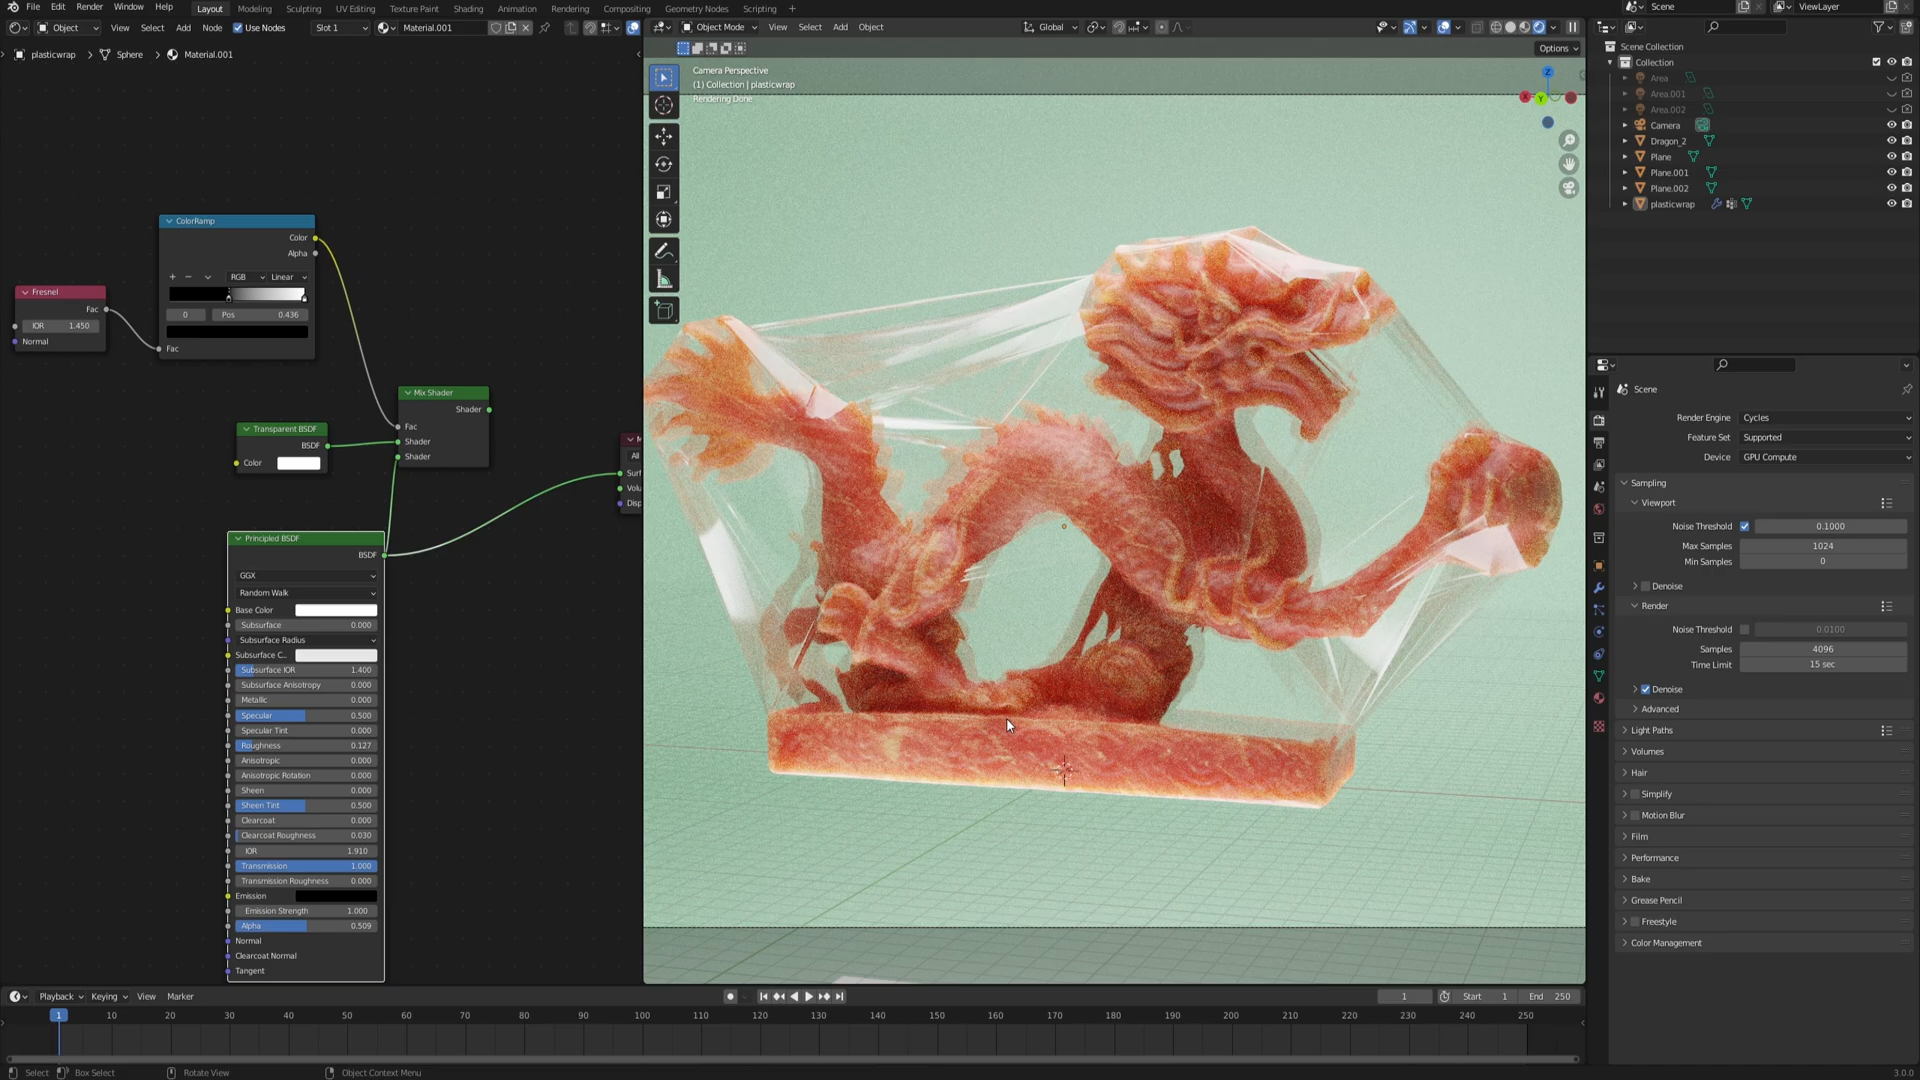 File Edit Render Window Help Layout Modeling Sculpting UV Editing Texture Paint Shading Animation Rendering Compositing Geometry Nodes Scripting + Scene ViewLayer
Object View Select Add Node Use Nodes Slot 1 Material.001
Object Mode View Select Add Object Global
Options
plasticwrap > Sphere > Material.001
Camera Perspective
(1) Collection | plasticwrap
Rendering Done
Z
X
Y
Scene Collection
Collection
Area
Area.001
Area.002
Camera
Dragon_2
Plane
Plane.001
Plane.002
plasticwrap
ColorRamp
Color
Alpha
RGB Linear
0 Pos 0.436
Fac
Fresnel
Fac
IOR 1.450
Normal
Mix Shader
Shader
Fac
Shader
Shader
Transparent BSDF
BSDF
Color
M
All
Surf
Volu
Disp
Principled BSDF
BSDF
GGX
Random Walk
Base Color
Subsurface 0.000
Subsurface Radius
Subsurface C..
Subsurface IOR 1.400
Subsurface Anisotropy 0.000
Metallic 0.000
Specular 0.500
Specular Tint 0.000
Roughness 0.127
Anisotropic 0.000
Anisotropic Rotation 0.000
Sheen 0.000
Sheen Tint 0.500
Clearcoat 0.000
Clearcoat Roughness 0.030
IOR 1.910
Transmission 1.000
Transmission Roughness 0.000
Emission
Emission Strength 1.000
Alpha 0.509
Normal
Clearcoat Normal
Tangent
Scene
Render Engine Cycles
Feature Set Supported
Device GPU Compute
Sampling
Viewport
Noise Threshold 0.1000
Max Samples 1024
Min Samples 0
Denoise
Render
Noise Threshold 0.0100
Samples 4096
Time Limit 15 sec
Denoise
Advanced
Light Paths
Volumes
Hair
Simplify
Motion Blur
Film
Performance
Bake
Grease Pencil
Freestyle
Color Management
Playback Keying View Marker
1 Start 1 End 250
1 10 20 30 40 50 60 70 80 90 100 110 120 130 140 150 160 170 180 190 200 210 220 230 240 250
Select Box Select Rotate View Object Context Menu 3.0.0